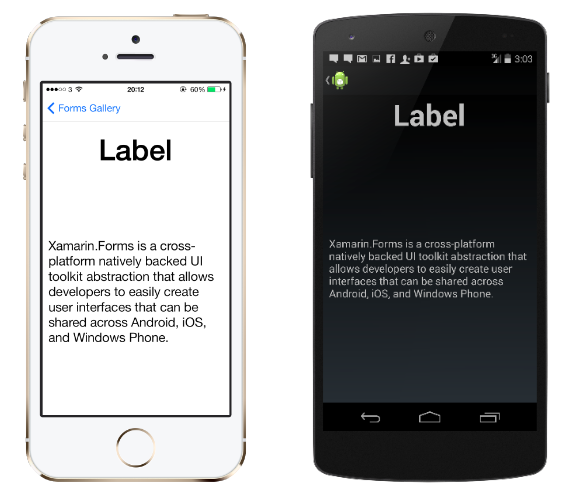 ●●●○○ 3 20:12 60%
Forms Gallery
Label
Xamarin.Forms is a cross-
platform natively backed UI
toolkit abstraction that allows
developers to easily create
user interfaces that can be
shared across Android, iOS,
and Windows Phone.
3G 3:03
Label
Xamarin.Forms is a cross-platform
natively backed UI toolkit abstraction that
allows developers to easily create user
interfaces that can be shared across
Android, iOS, and Windows Phone.